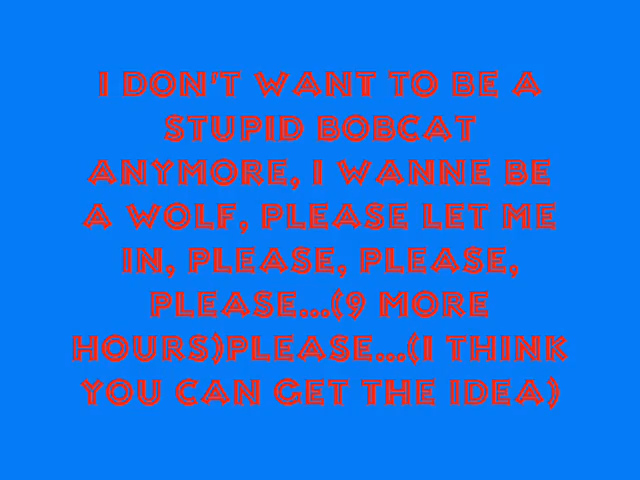 I DON'T WANT TO BE A
STUPID BOBCAT
ANYMORE, I WANNE BE
A WOLF, PLEASE LET ME
IN, PLEASE, PLEASE,
PLEASE...(9 MORE
HOURS)PLEASE...(I THINK
YOU CAN GET THE IDEA)